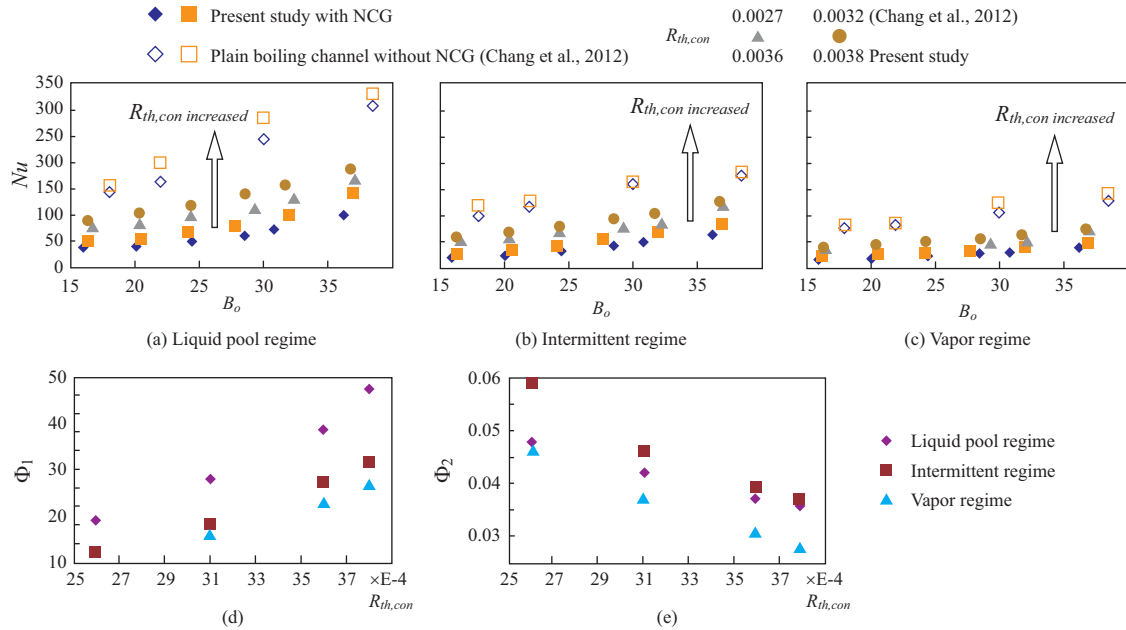 Present study with NCG
0.0027 0.0032 (Chang et al., 2012)
Plain boiling channel without NCG (Chang et al., 2012)
R_th,con
0.0036 0.0038 Present study
Nu
350
300
250
200
150
100
50
0
R_th,con increased
15 20 25 30 35
B_o
(a) Liquid pool regime
R_th,con increased
15 20 25 30 35
B_o
(b) Intermittent regime
R_th,con increased
15 20 25 30 35
B_o
(c) Vapor regime
Φ_1
50
40
30
20
10
25 27 29 31 33 35 37 ×E-4
R_th,con
(d)
Φ_2
0.06
0.05
0.04
0.03
25 27 29 31 33 35 37 ×E-4
R_th,con
(e)
Liquid pool regime
Intermittent regime
Vapor regime